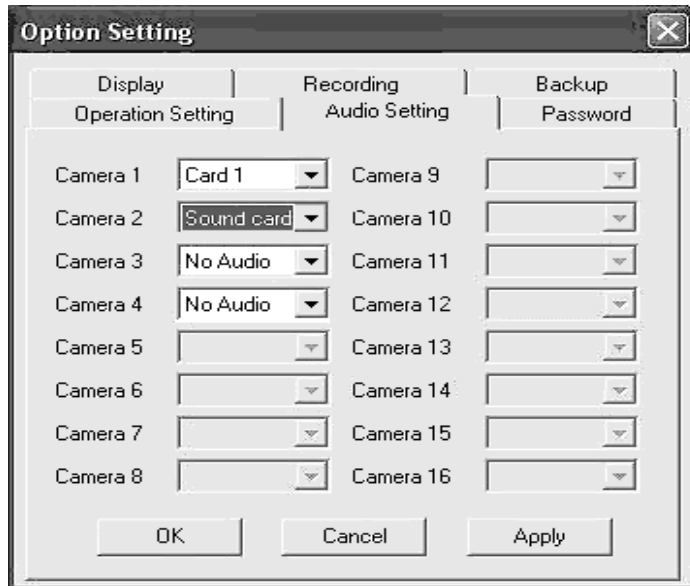 Option Setting
Display Recording Backup
Operation Setting Audio Setting Password
Camera 1 Card 1 Camera 9
Camera 2 Sound card Camera 10
Camera 3 No Audio Camera 11
Camera 4 No Audio Camera 12
Camera 5 Camera 13
Camera 6 Camera 14
Camera 7 Camera 15
Camera 8 Camera 16
OK Cancel Apply